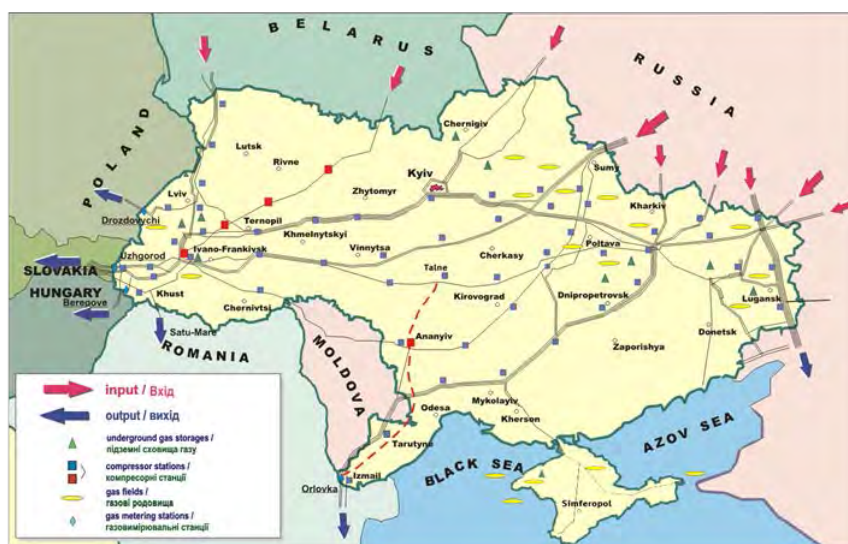 BELARUS
RUSSIA
POLAND
SLOVAKIA
HUNGARY
ROMANIA
MOLDOVA
BLACK SEA
AZOV SEA
Chernigiv
Lutsk
Rivne
Kyiv
Sumy
Zhytomyr
Lviv
Drozdovychi
Ternopil
Kharkiv
Khmelnytskyi
Ivano-Frankivsk
Vinnytsa
Cherkasy
Poltava
Uzhgorod
Talne
Khust
Beregove
Chernivtsi
Kirovograd
Dnipropetrovsk
Lugansk
Satu-Mare
Ananyiv
Donetsk
Zaporishya
Mykolayiv
Odesa
Kherson
Tarutyne
Izmail
Orlovka
Simferopol
input / Вхід
output / вихід
underground gas storages /
підземні сховища газу
compressor stations /
компресорні станції
gas fields /
газові родовища
gas metering stations /
газовимірювальні станції